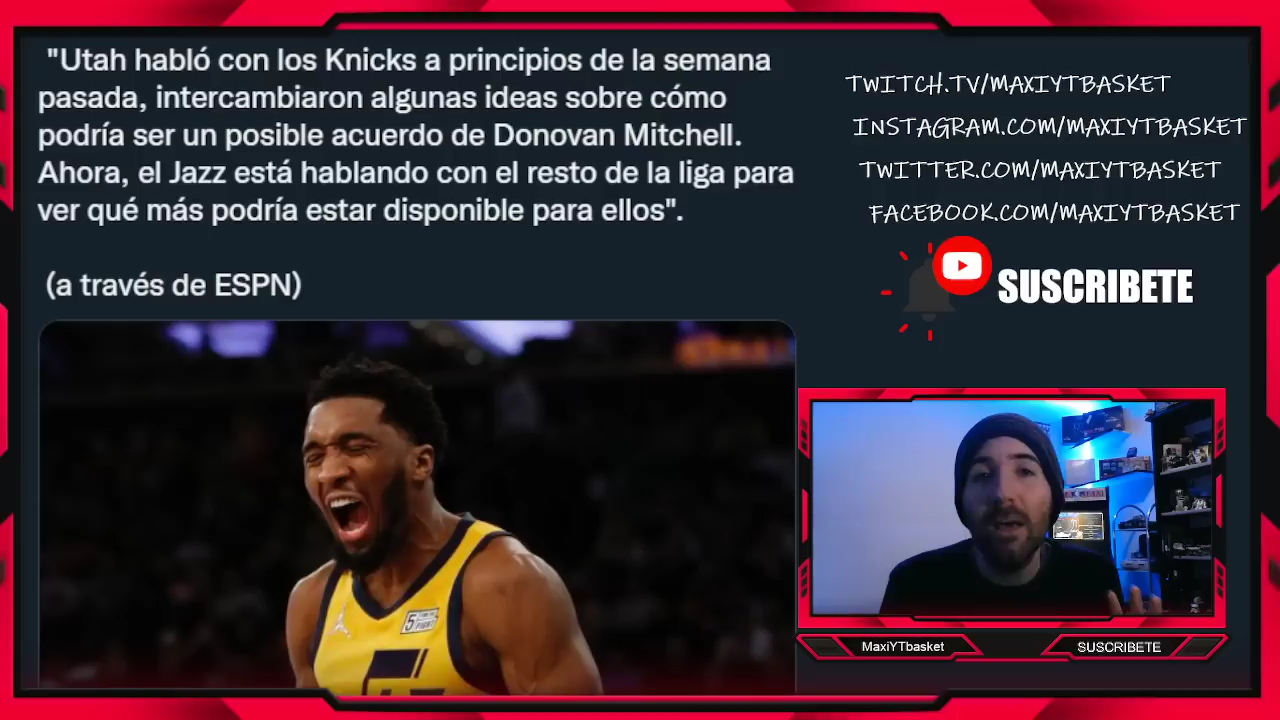 "Utah habló con los Knicks a principios de la semana
pasada, intercambiaron algunas ideas sobre cómo
podría ser un posible acuerdo de Donovan Mitchell.
Ahora, el Jazz está hablando con el resto de la liga para
ver qué más podría estar disponible para ellos".
(a través de ESPN)
TWITCH.TV/MAXIYTBASKET
INSTAGRAM.COM/MAXIYTBASKET
TWITTER.COM/MAXIYTBASKET
FACEBOOK.COM/MAXIYTBASKET
SUSCRIBETE
MaxiYTbasket
SUSCRIBETE